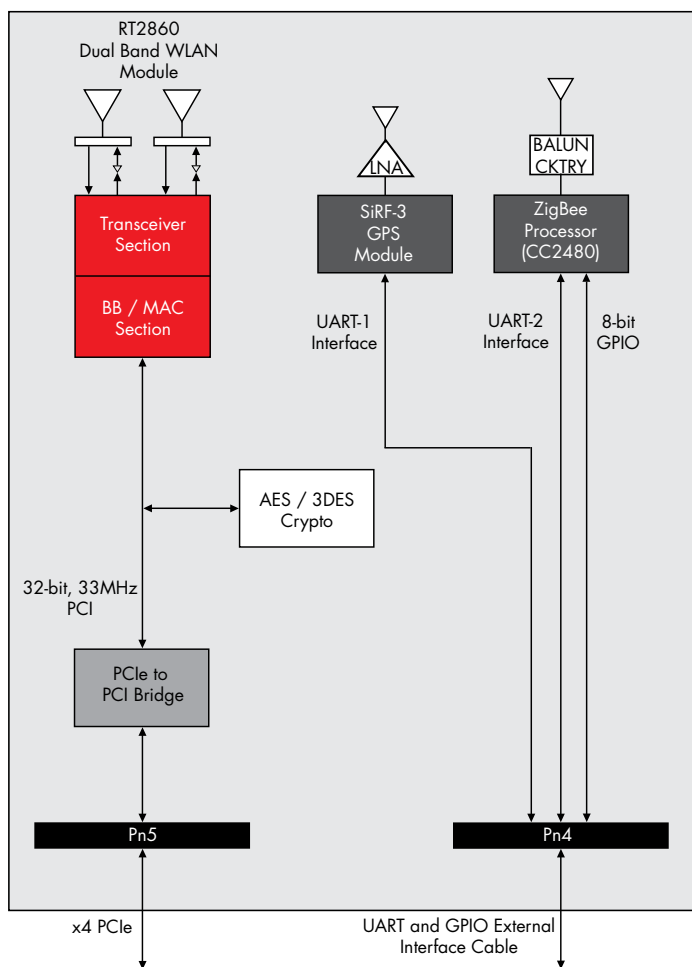 RT2860
Dual Band WLAN
Module
LNA
BALUN
CKTRY
Transceiver
Section
BB / MAC
Section
SiRF-3
GPS
Module
ZigBee
Processor
(CC2480)
UART-1
Interface
UART-2
Interface
8-bit
GPIO
AES / 3DES
Crypto
32-bit, 33MHz
PCI
PCIe to
PCI Bridge
Pn5
Pn4
x4 PCIe
UART and GPIO External
Interface Cable